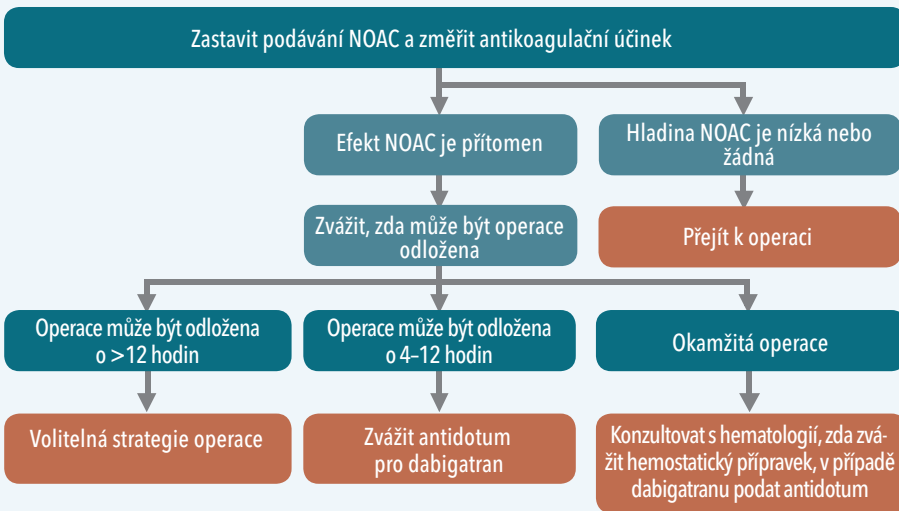 Zastavit podávání NOAC a změřit antikoagulační účinek
Efekt NOAC je přítomen
Hladina NOAC je nízká nebo
žádná
Zvážit, zda může být operace
odložena
Přejít k operaci
Operace může být odložena
o >12 hodin
Operace může být odložena
o 4–12 hodin
Okamžitá operace
Volitelná strategie operace
Zvážit antidotum
pro dabigatran
Konzultovat s hematologií, zda zvá-
žit hemostatický přípravek, v případě
dabigatranu podat antidotum